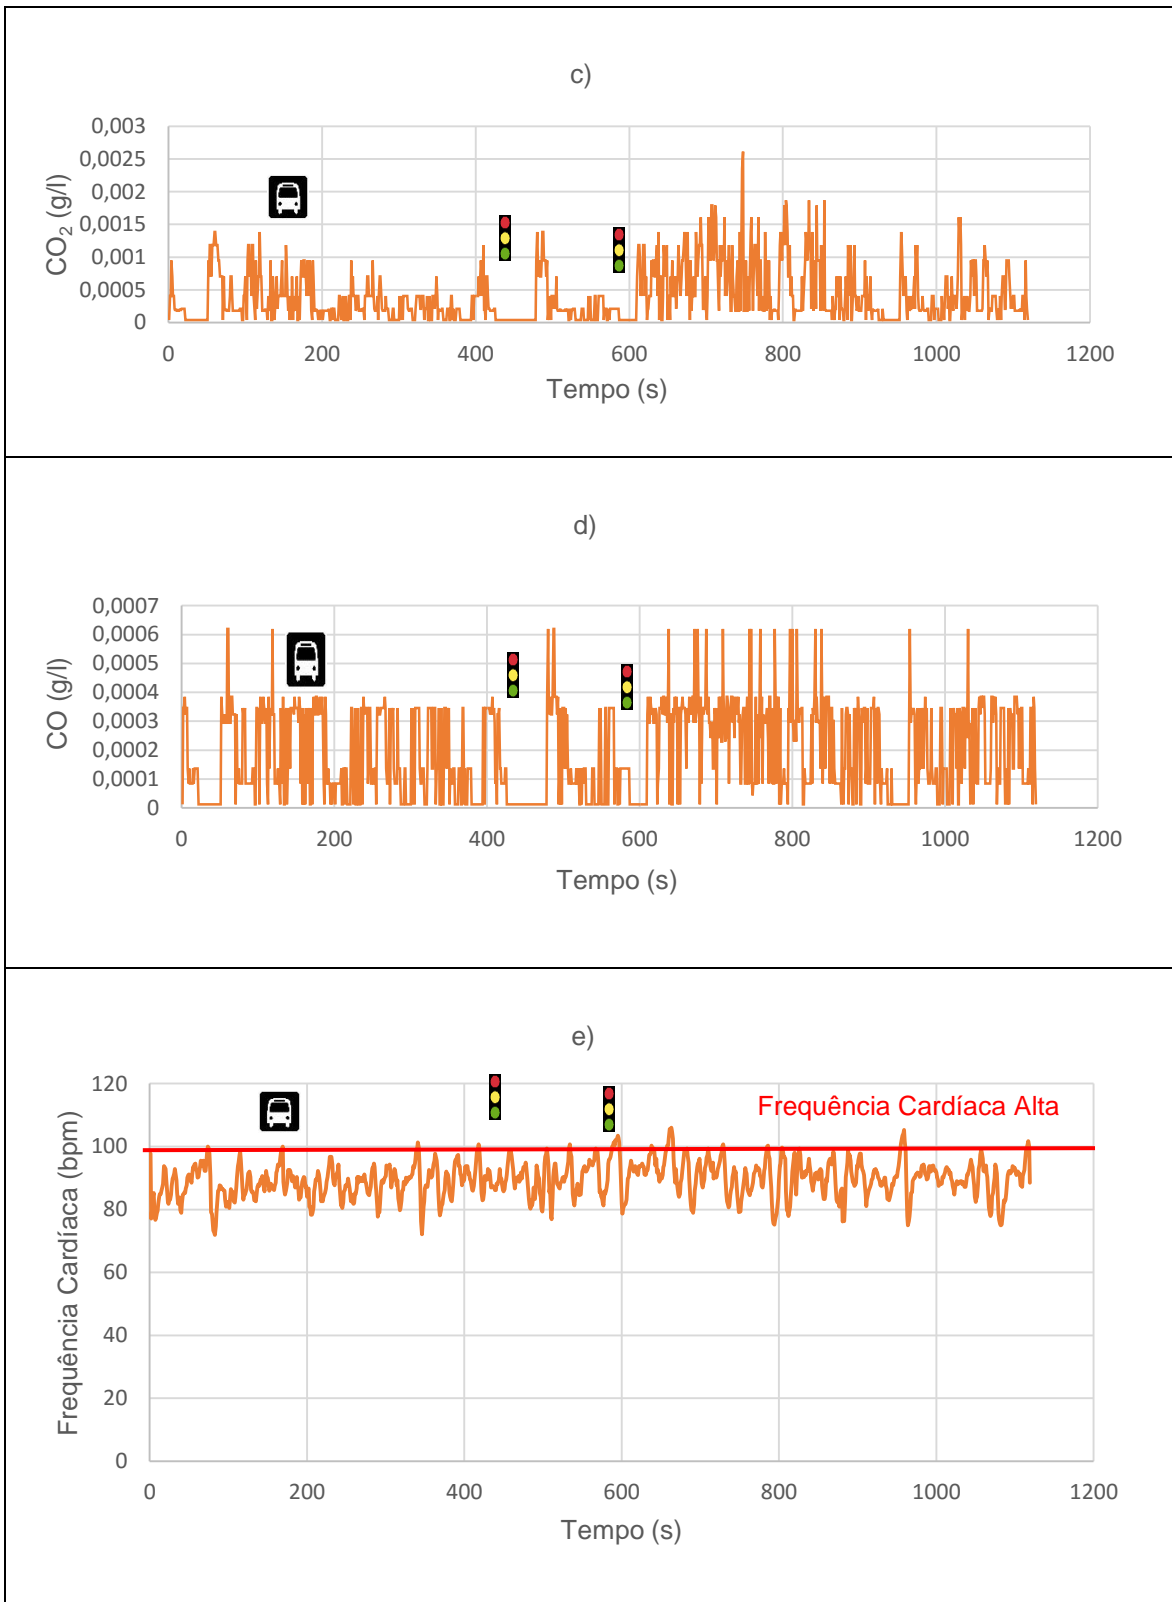 c)
0,003
0,0025
0,002
0,0015
0,001
0,0005
0
CO2 (g/l)
0 200 400 600 800 1000 1200
Tempo (s)
d)
0,0007
0,0006
0,0005
0,0004
0,0003
0,0002
0,0001
0
CO (g/l)
0 200 400 600 800 1000 1200
Tempo (s)
e)
120
100
80
60
40
20
0
Frequência Cardíaca (bpm)
Frequência Cardíaca Alta
0 200 400 600 800 1000 1200
Tempo (s)